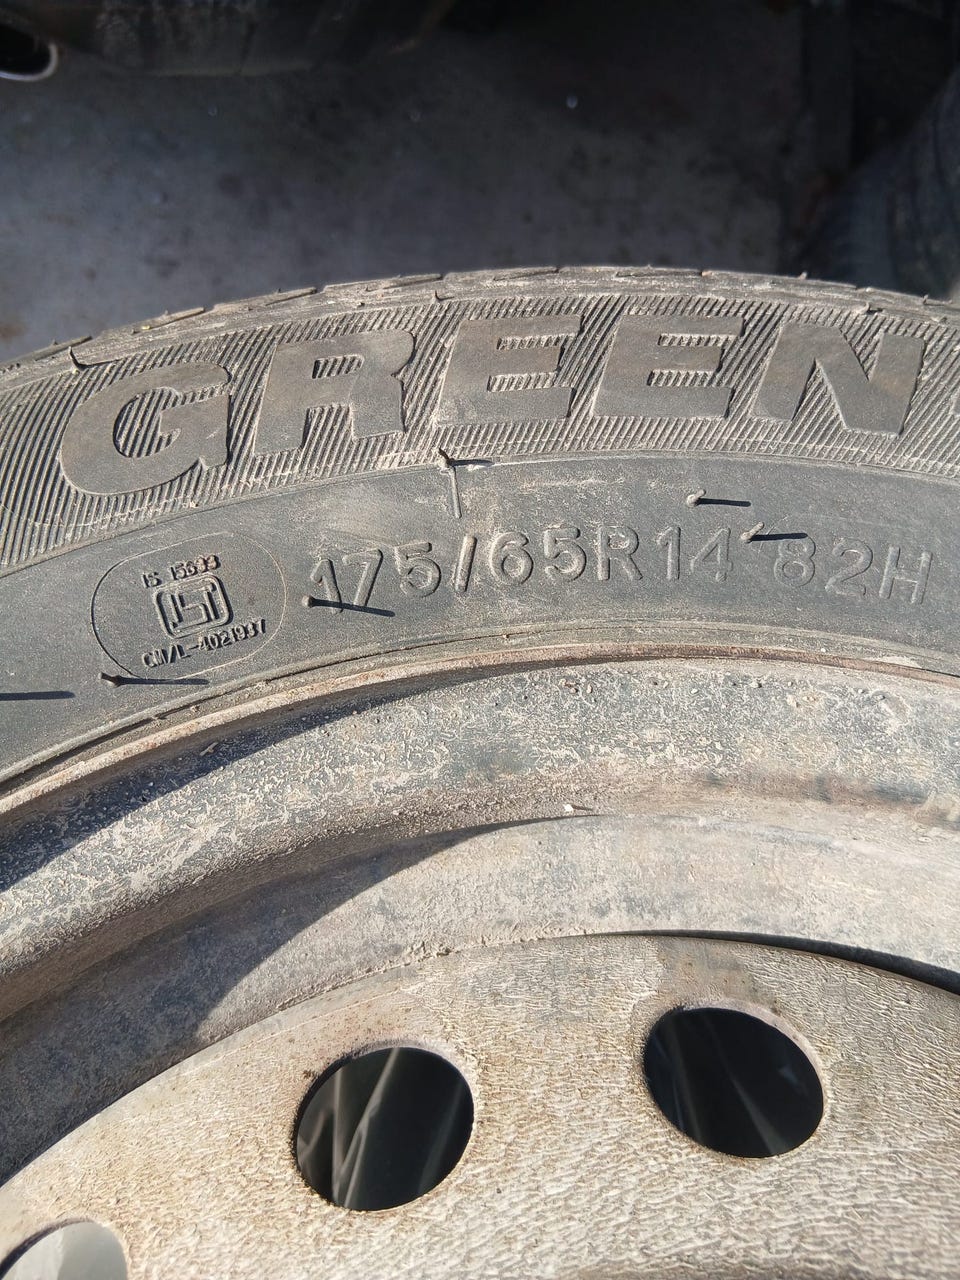 GREEN
IS 15633
CM/L-4021937
175/65R14 82H